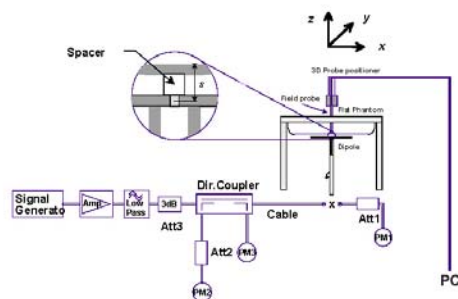 z
y
x
Spacer
s
3D Probe positioner
Field probe
Flat Phantom
Dipole
Signal
Generato
Amp
Low
Pass
3dB
Att3
Dir.Coupler
Cable
x
Att1
PM1
Att2
PM3
PM2
PC